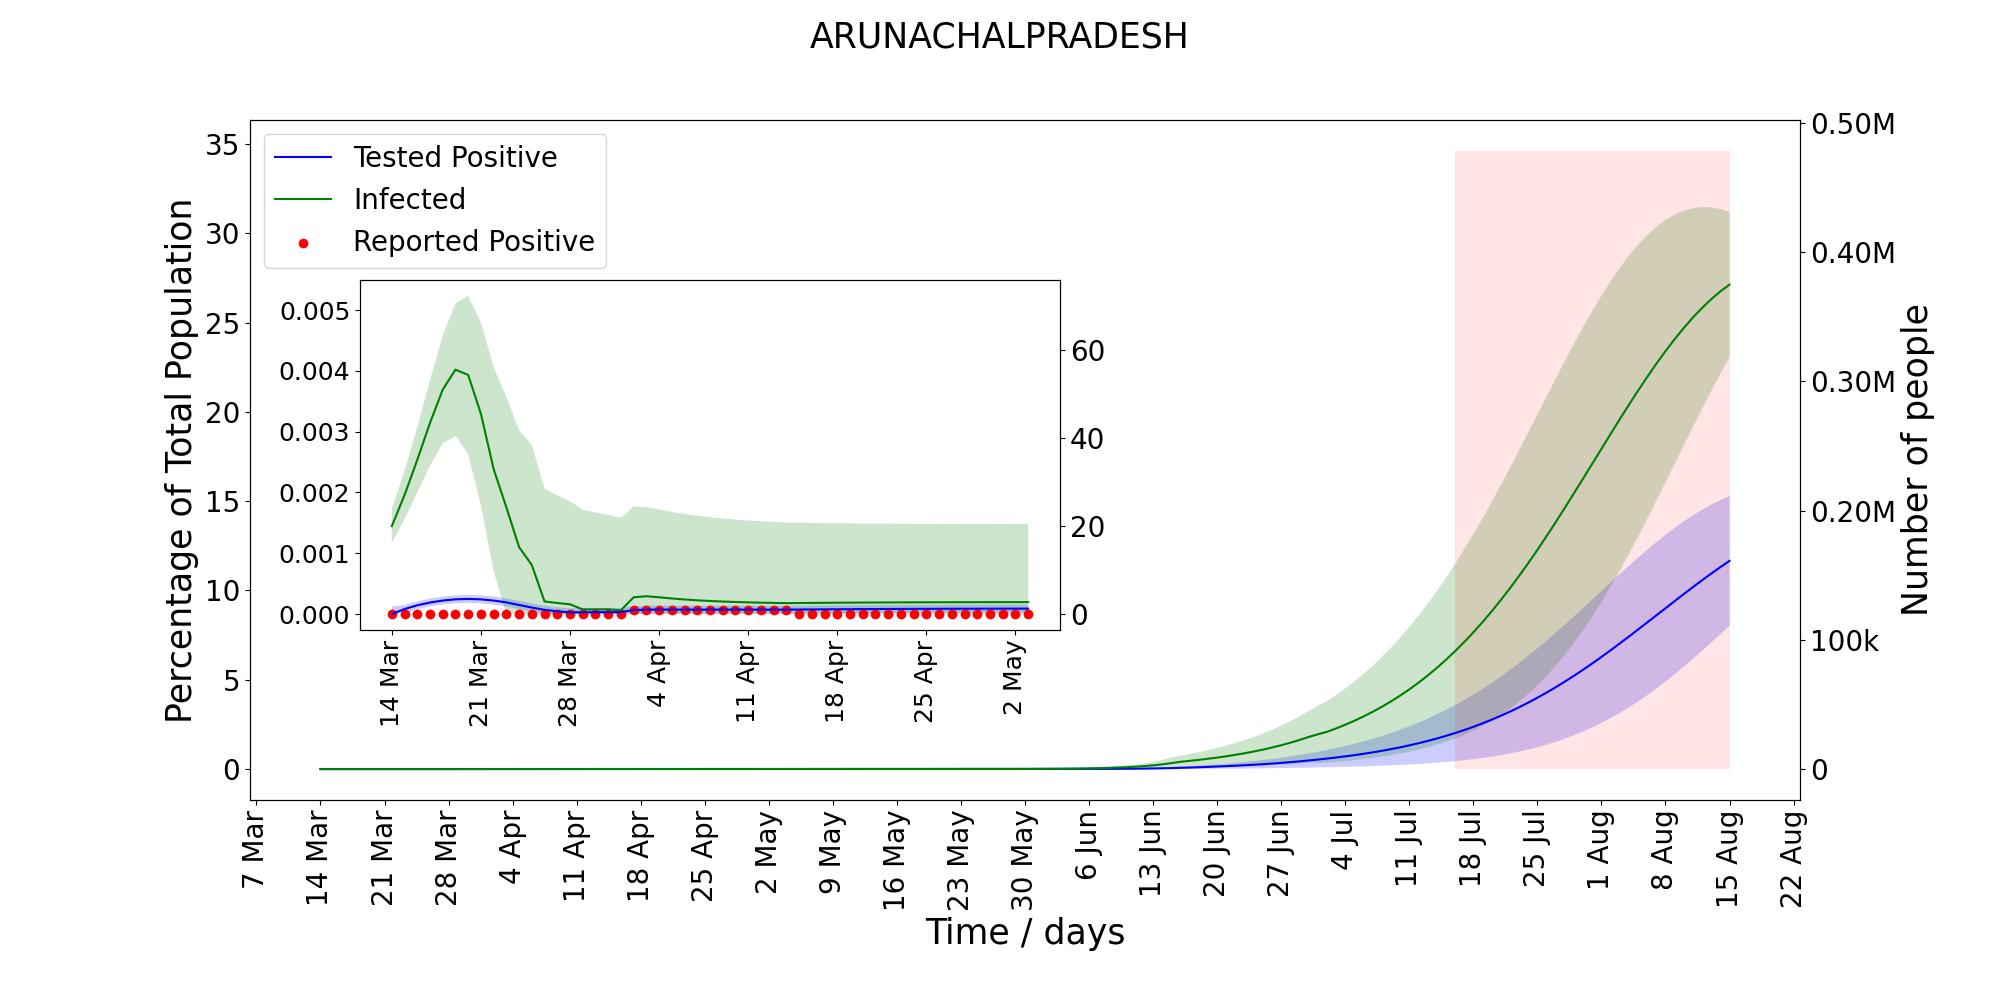 ARUNACHALPRADESH
Tested Positive
Infected
Reported Positive
Percentage of Total Population
35
30
25
20
15
10
5
0
0.005
0.004
0.003
0.002
0.001
0.000
60
40
20
0
14 Mar
21 Mar
28 Mar
4 Apr
11 Apr
18 Apr
25 Apr
2 May
0.50M
0.40M
0.30M
0.20M
100k
0
Number of people
7 Mar
14 Mar
21 Mar
28 Mar
4 Apr
11 Apr
18 Apr
25 Apr
2 May
9 May
16 May
23 May
30 May
6 Jun
13 Jun
20 Jun
27 Jun
4 Jul
11 Jul
18 Jul
25 Jul
1 Aug
8 Aug
15 Aug
22 Aug
Time / days